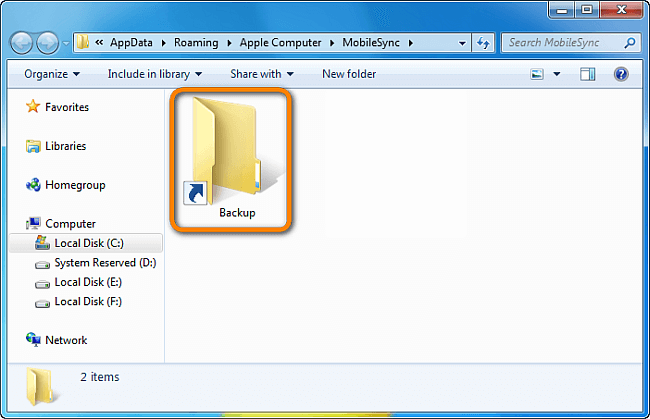 « AppData Roaming Apple Computer MobileSync
Search MobileSync
Organize Include in library Share with New folder
Favorites
Libraries
Homegroup
Computer
Local Disk (C:)
System Reserved (D:)
Local Disk (E:)
Local Disk (F:)
Network
Backup
2 items